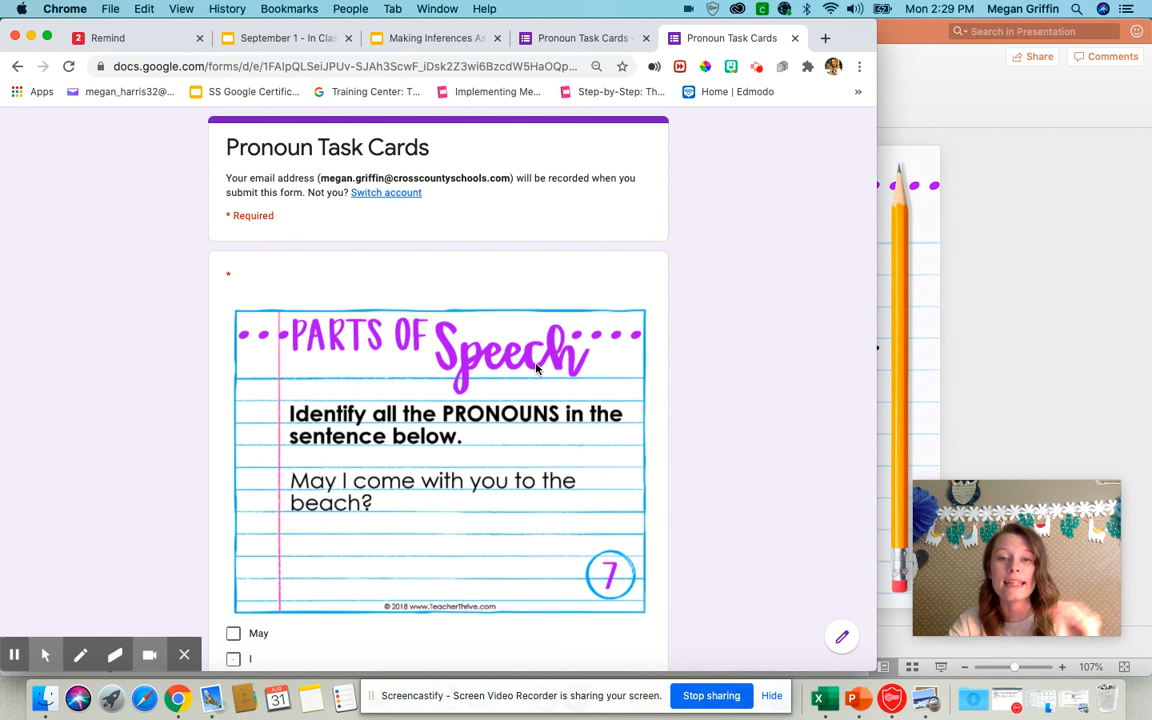 Chrome File Edit View History Bookmarks People Tab Window Help Mon 2:29 PM Megan Griffin
2 Remind × September 1 - In Clas × Making Inferences As × Pronoun Task Cards - × Pronoun Task Cards × +
Search in Presentation
docs.google.com/forms/d/e/1FAIpQLSeiJPUv-SJAh3ScwF_iDsk2Z3wi6BzcdW5HaOQp...
Share Comments
Apps megan_harris32@... SS Google Certific... Training Center: T... Implementing Me... Step-by-Step: Th... Home | Edmodo »
Pronoun Task Cards
Your email address (megan.griffin@crosscountyschools.com) will be recorded when you
submit this form. Not you? Switch account
* Required
*
PARTS OF Speech
Identify all the PRONOUNS in the
sentence below.
May I come with you to the
beach?
7
© 2018 www.TeacherThrive.com
May
I
107%
AUG
31
Screencastify - Screen Video Recorder is sharing your screen. Stop sharing Hide